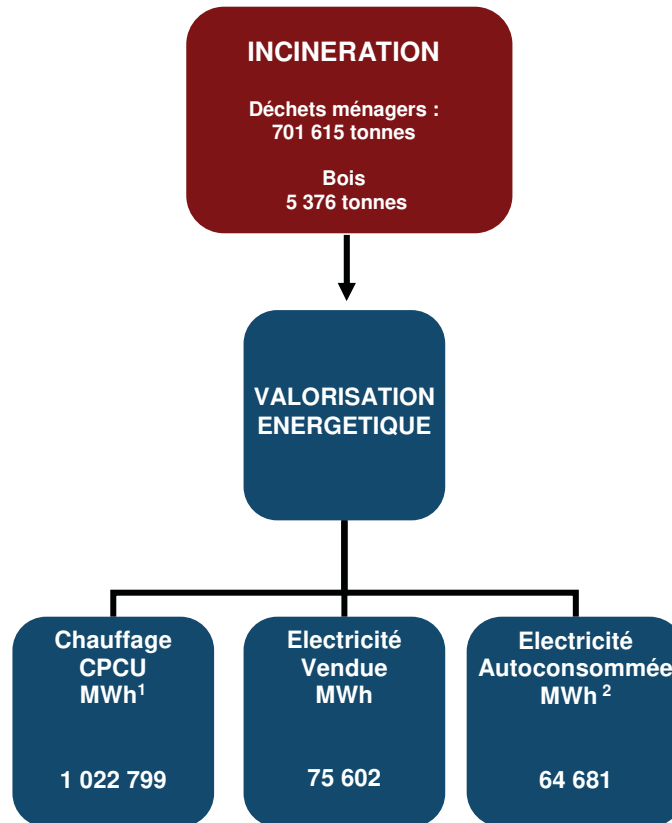 INCINERATION
Déchets ménagers :
701 615 tonnes
Bois
5 376 tonnes
VALORISATION
ENERGETIQUE
Chauffage
CPCU
MWh¹
1 022 799
Electricité
Vendue
MWh
75 602
Electricité
Autoconsommée
MWh ²
64 681